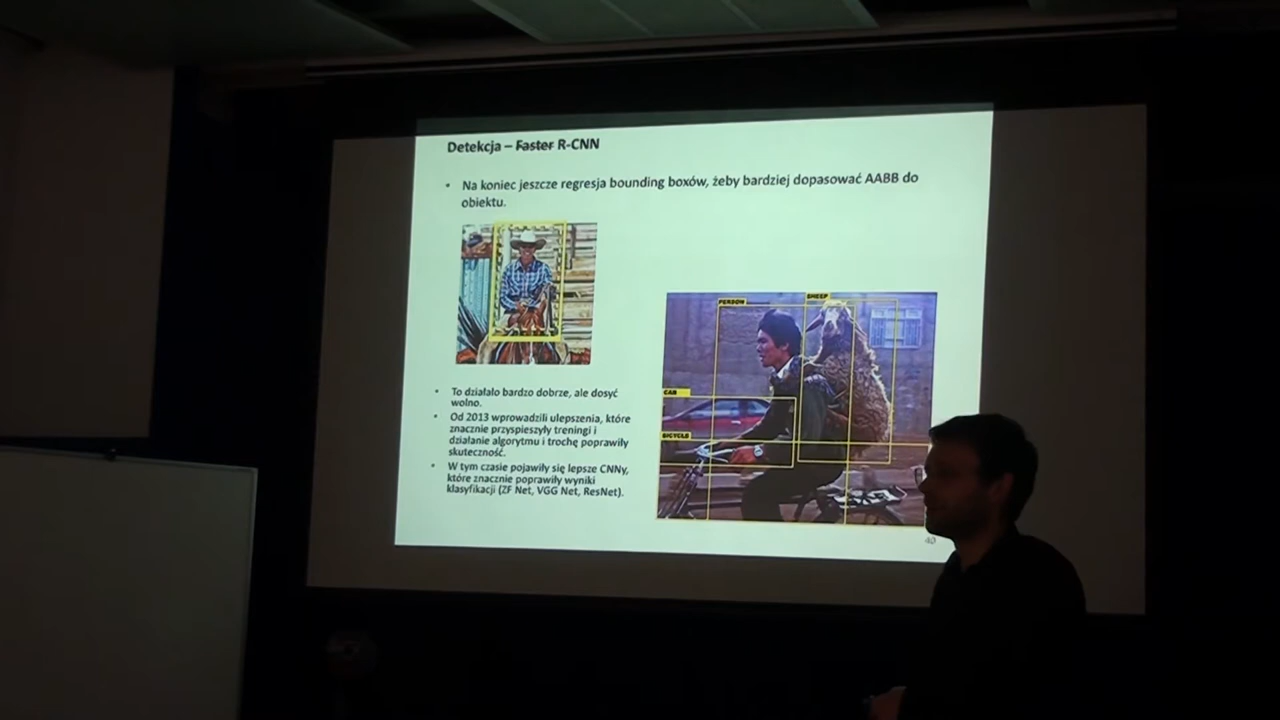 Detekcja – Faster R-CNN
• Na koniec jeszcze regresja bounding boxów, żeby bardziej dopasować AABB do
obiektu.
PERSON
SHEEP
CAR
BICYCLE
• To działało bardzo dobrze, ale dosyć
wolno.
• Od 2013 wprowadzili ulepszenia, które
znacznie przyspieszyły treningi i
działanie algorytmu i trochę poprawiły
skuteczność.
• W tym czasie pojawiły się lepsze CNNy,
które znacznie poprawiły wyniki
klasyfikacji (ZF Net, VGG Net, ResNet).
40